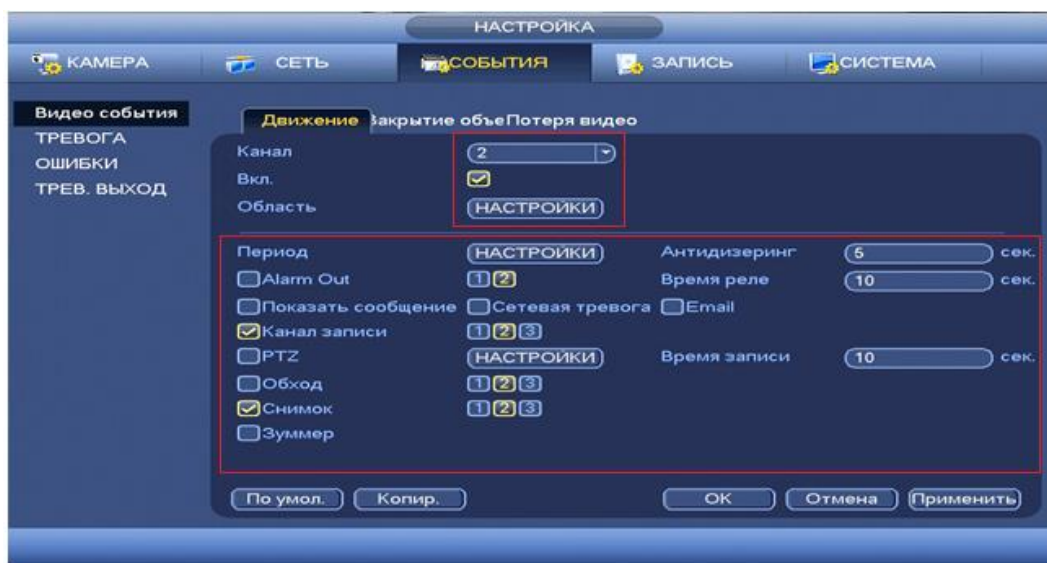 НАСТРОЙКА
КАМЕРА СЕТЬ СОБЫТИЯ ЗАПИСЬ СИСТЕМА
Видео события
ТРЕВОГА
ОШИБКИ
ТРЕВ. ВЫХОД
Движение Закрытие объе Потеря видео
Канал 2
Вкл.
Область НАСТРОЙКИ
Период НАСТРОЙКИ Антидизеринг 5 сек.
Alarm Out 1 2 Время реле 10 сек.
Показать сообщение Сетевая тревога Email
Канал записи 1 2 3
PTZ НАСТРОЙКИ Время записи 10 сек.
Обход 1 2 3
Снимок 1 2 3
Зуммер
По умол. Копир. OK Отмена Применить